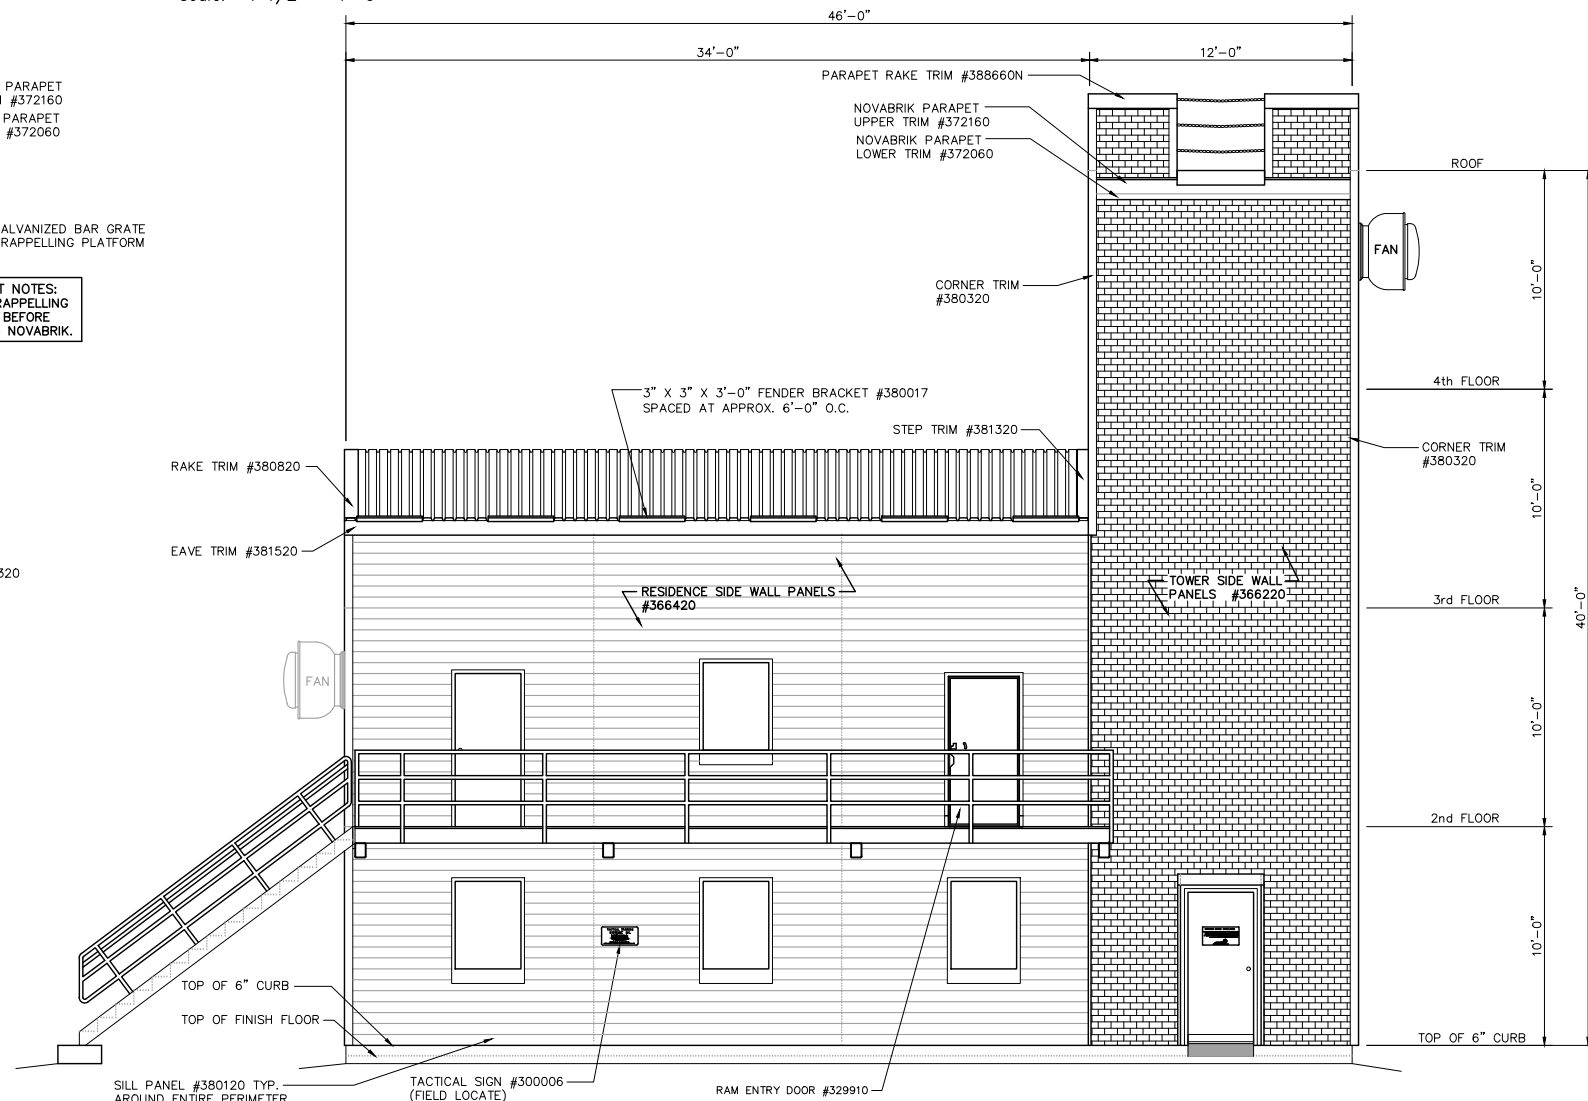 46'-0"
34'-0"
12'-0"
PARAPET
#372160
PARAPET
#372060
PARAPET RAKE TRIM #388660N
NOVABRIK PARAPET
UPPER TRIM #372160
NOVABRIK PARAPET
LOWER TRIM #372060
ROOF
ALVANIZED BAR GRATE
RAPPELLING PLATFORM
FAN
T NOTES:
RAPPELLING
BEFORE
NOVABRIK.
CORNER TRIM
#380320
10'-0"
4th FLOOR
3" X 3" X 3'-0" FENDER BRACKET #380017
SPACED AT APPROX. 6'-0" O.C.
STEP TRIM #381320
CORNER TRIM
#380320
RAKE TRIM #380820
10'-0"
EAVE TRIM #381520
320
RESIDENCE SIDE WALL PANELS
#366420
TOWER SIDE WALL
PANELS #366220
3rd FLOOR
40'-0"
FAN
10'-0"
2nd FLOOR
10'-0"
TOP OF 6" CURB
TOP OF FINISH FLOOR
TOP OF 6" CURB
SILL PANEL #380120 TYP.
AROUND ENTIRE PERIMETER
TACTICAL SIGN #300006
(FIELD LOCATE)
RAM ENTRY DOOR #329910